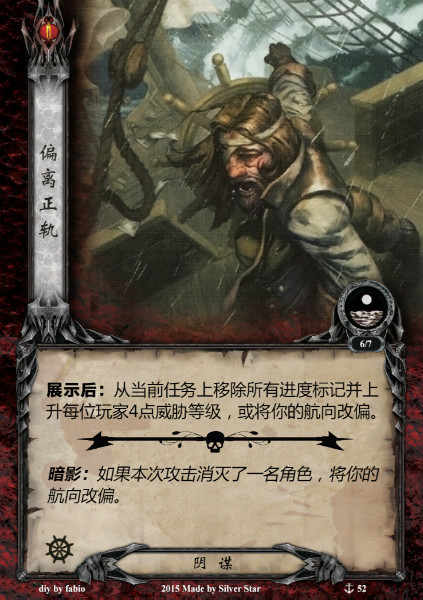 偏离正轨
6/7
展示后：从当前任务上移除所有进度标记并上
升每位玩家4点威胁等级，或将你的航向改偏。
暗影：如果本次攻击消灭了一名角色，将你的
航向改偏。
阴 谋
diy by fabio
2015 Made by Silver Star
52